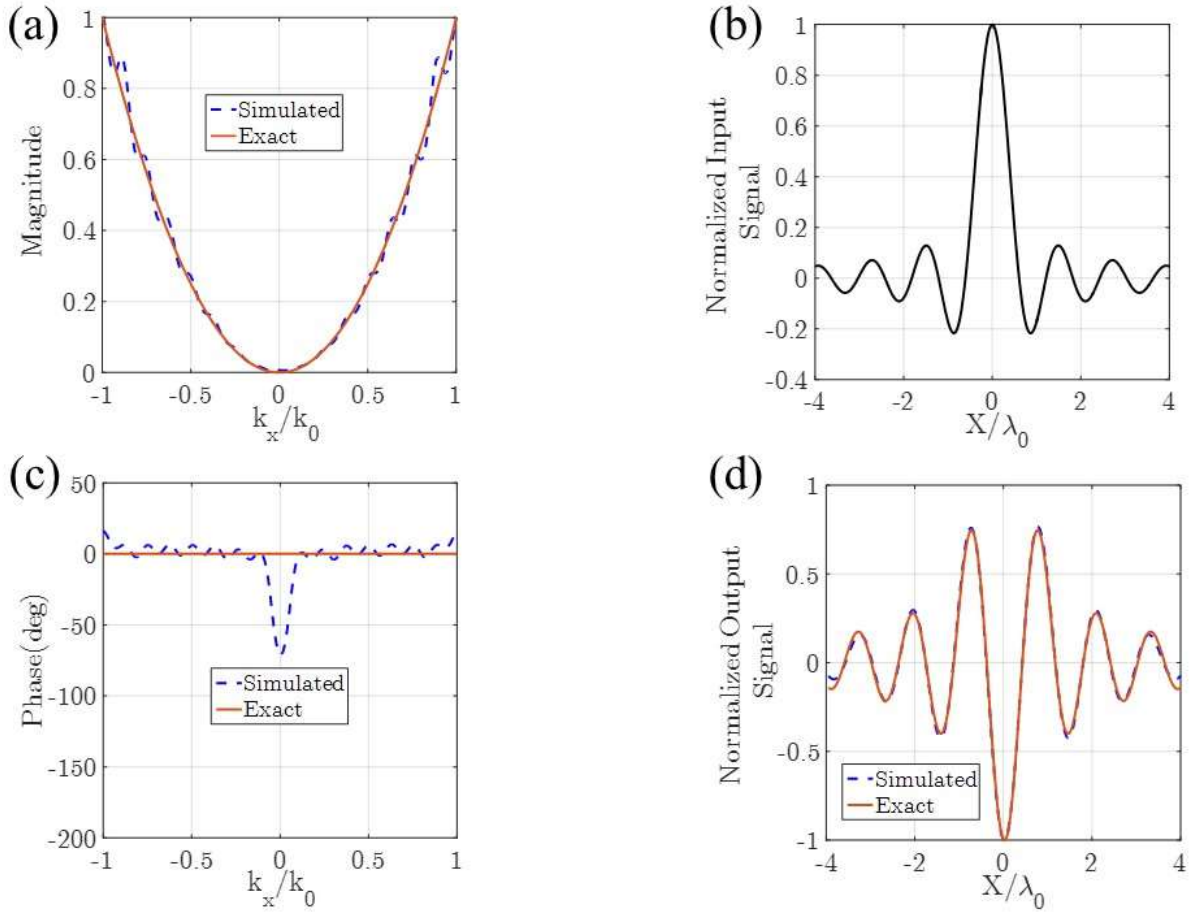 (a)
1
0.8
0.6
0.4
0.2
0
Magnitude
Simulated
Exact
-1 -0.5 0 0.5 1
k_x/k_0
(b)
1
0.8
0.6
0.4
0.2
0
-0.2
-0.4
Normalized Input
Signal
-4 -2 0 2 4
X/λ_0
(c)
50
0
-50
-100
-150
-200
Phase(deg)
Simulated
Exact
-1 -0.5 0 0.5 1
k_x/k_0
(d)
1
0.5
0
-0.5
-1
Normalized Output
Signal
Simulated
Exact
-4 -2 0 2 4
X/λ_0